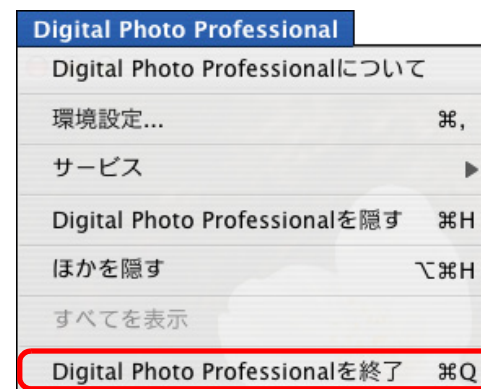 Digital Photo Professional
Digital Photo Professionalについて
環境設定... ⌘,
サービス ▶
Digital Photo Professionalを隠す ⌘H
ほかを隠す ⌥⌘H
すべてを表示
Digital Photo Professionalを終了 ⌘Q